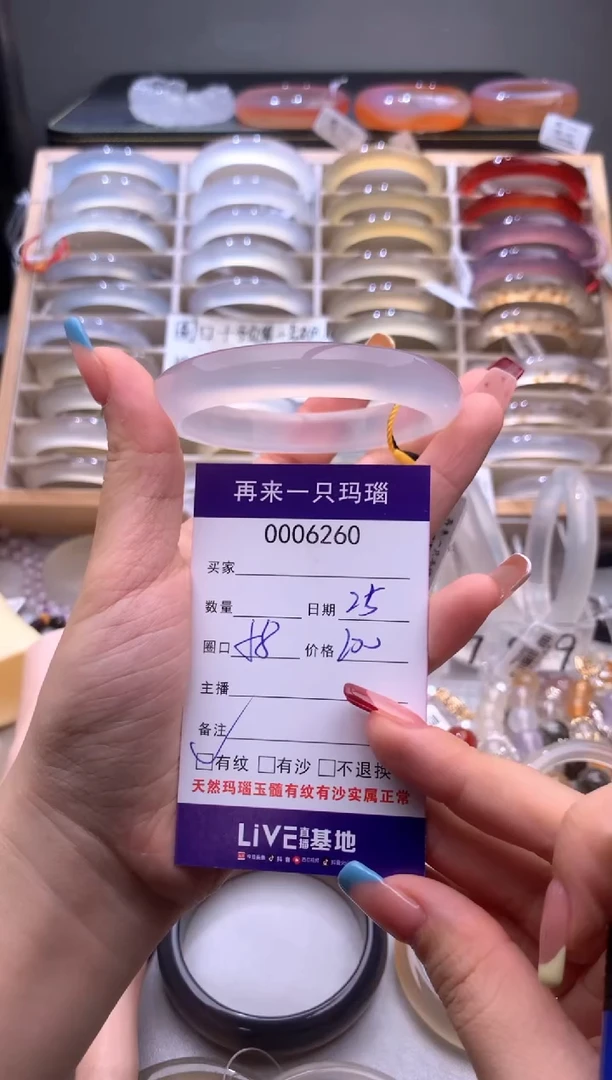 再来一只玛瑙
0006260
买家
数量 日期 25
圈口 58 价格 100
主播
备注
有纹 有沙 不退换
天然玛瑙玉髓有纹有沙实属正常
LiVE直播基地